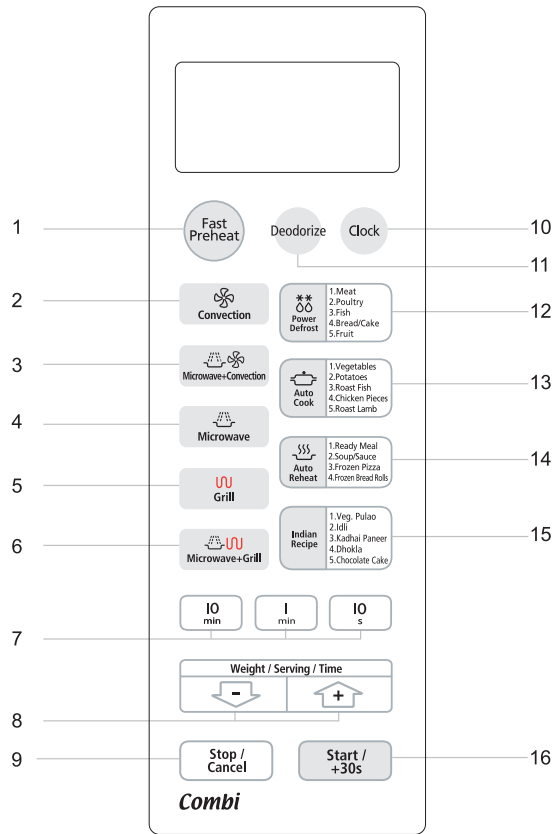 1
Fast
Preheat
Deodorize
Clock
10
11
2
Convection
Power
Defrost
1.Meat
2.Poultry
3.Fish
4.Bread/Cake
5.Fruit
12
3
Microwave+Convection
Auto
Cook
1.Vegetables
2.Potatoes
3.Roast Fish
4.Chicken Pieces
5.Roast Lamb
13
4
Microwave
Auto
Reheat
1.Ready Meal
2.Soup/Sauce
3.Frozen Pizza
4.Frozen Bread Rolls
14
5
Grill
6
Microwave+Grill
Indian
Recipe
1.Veg. Pulao
2.Idli
3.Kadhai Paneer
4.Dhokla
5.Chocolate Cake
15
7
10
min
1
min
10
s
Weight / Serving / Time
8
-
+
9
Stop /
Cancel
Start /
+30s
16
Combi